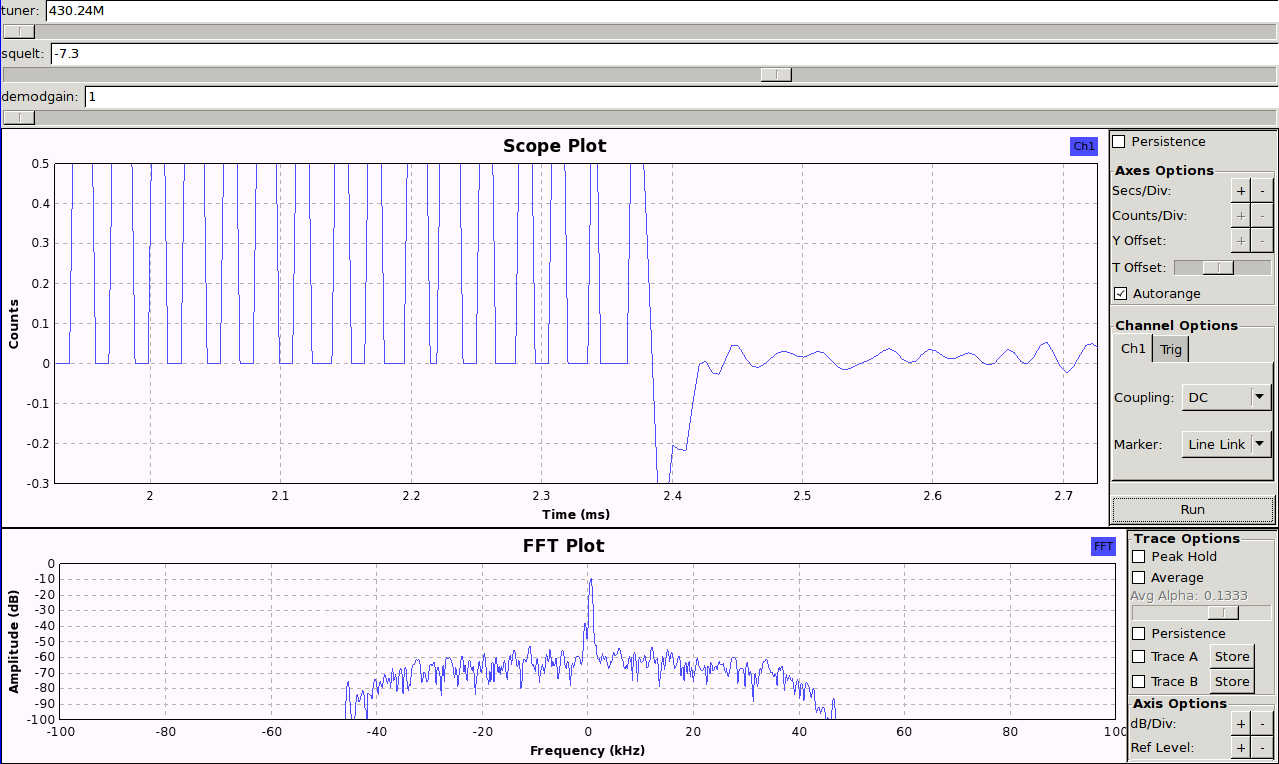 tuner: 430.24M
squelt: -7.3
demodgain: 1
Scope Plot
Ch1
0.5
0.4
0.3
0.2
0.1
0
-0.1
-0.2
-0.3
Counts
2 2.1 2.2 2.3 2.4 2.5 2.6 2.7
Time (ms)
Persistence
Axes Options
Secs/Div: + -
Counts/Div: + -
Y Offset: + -
T Offset:
Autorange
Channel Options
Ch1 Trig
Coupling: DC
Marker: Line Link
Run
FFT Plot
FFT
0
-10
-20
-30
-40
-50
-60
-70
-80
-90
-100
Amplitude (dB)
-100 -80 -60 -40 -20 0 20 40 60 80 100
Frequency (kHz)
Trace Options
Peak Hold
Average
Avg Alpha: 0.1333
Persistence
Trace A Store
Trace B Store
Axis Options
dB/Div: + -
Ref Level: + -